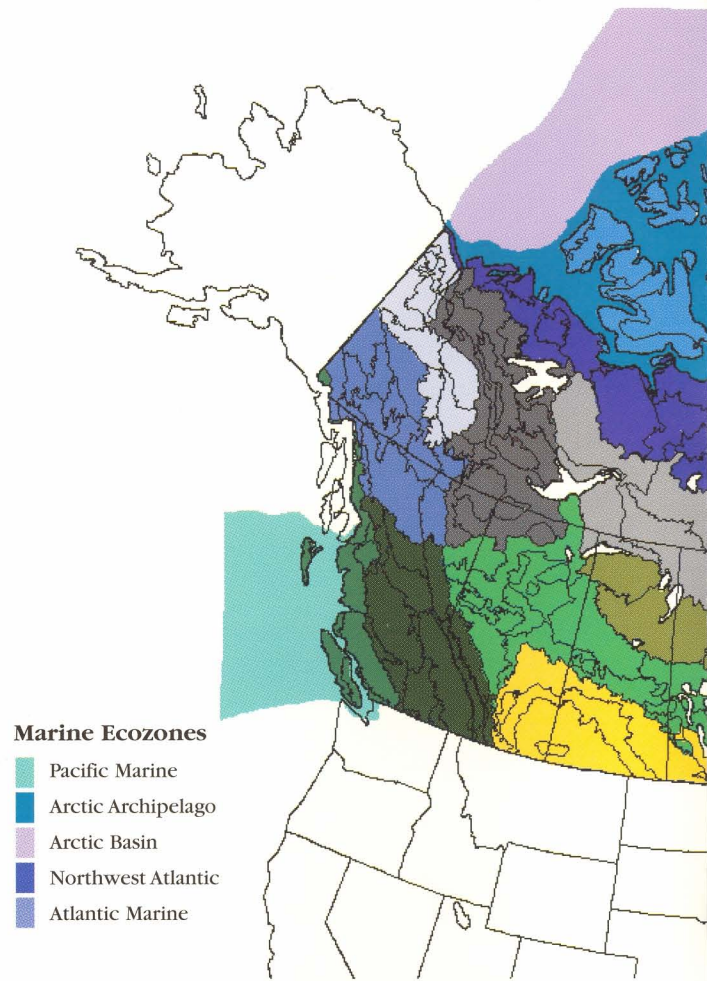 Marine Ecozones
Pacific Marine
Arctic Archipelago
Arctic Basin
Northwest Atlantic
Atlantic Marine